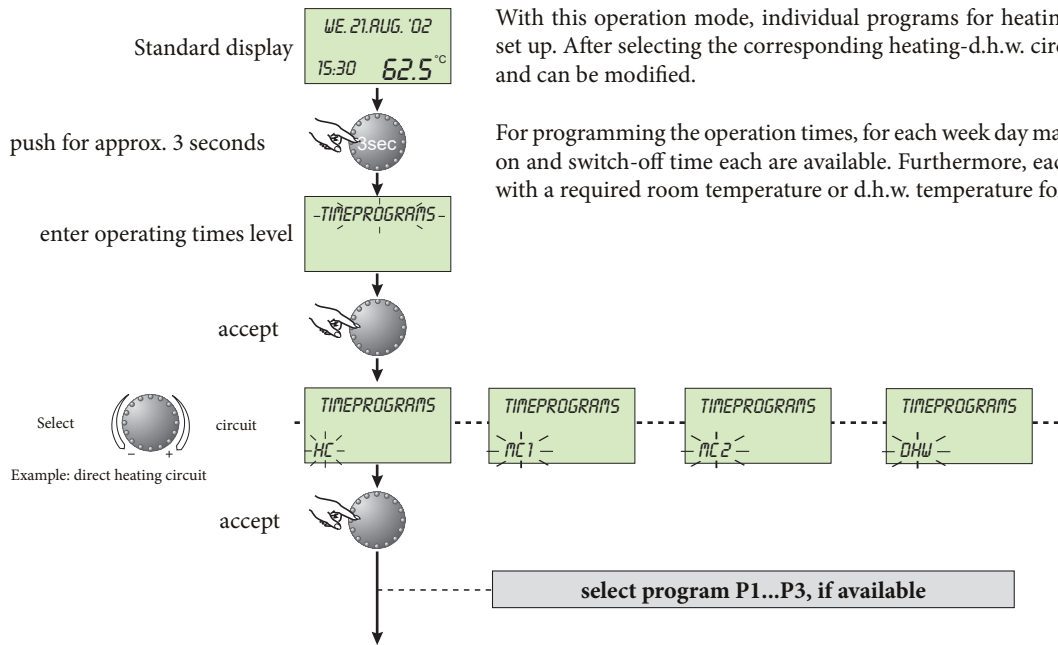 Standard display
WE. 21.AUG. '02
15:30 62.5 °C
With this operation mode, individual programs for heatin
set up. After selecting the corresponding heating-d.h.w. circ
and can be modified.
push for approx. 3 seconds
3sec
For programming the operation times, for each week day ma
on and switch-off time each are available. Furthermore, eac
with a required room temperature or d.h.w. temperature fo
enter operating times level
TIMEPROGRAMS
accept
Select
- +
circuit
Example: direct heating circuit
TIMEPROGRAMS
HC
TIMEPROGRAMS
MC1
TIMEPROGRAMS
MC2
TIMEPROGRAMS
DHW
accept
select program P1...P3, if available